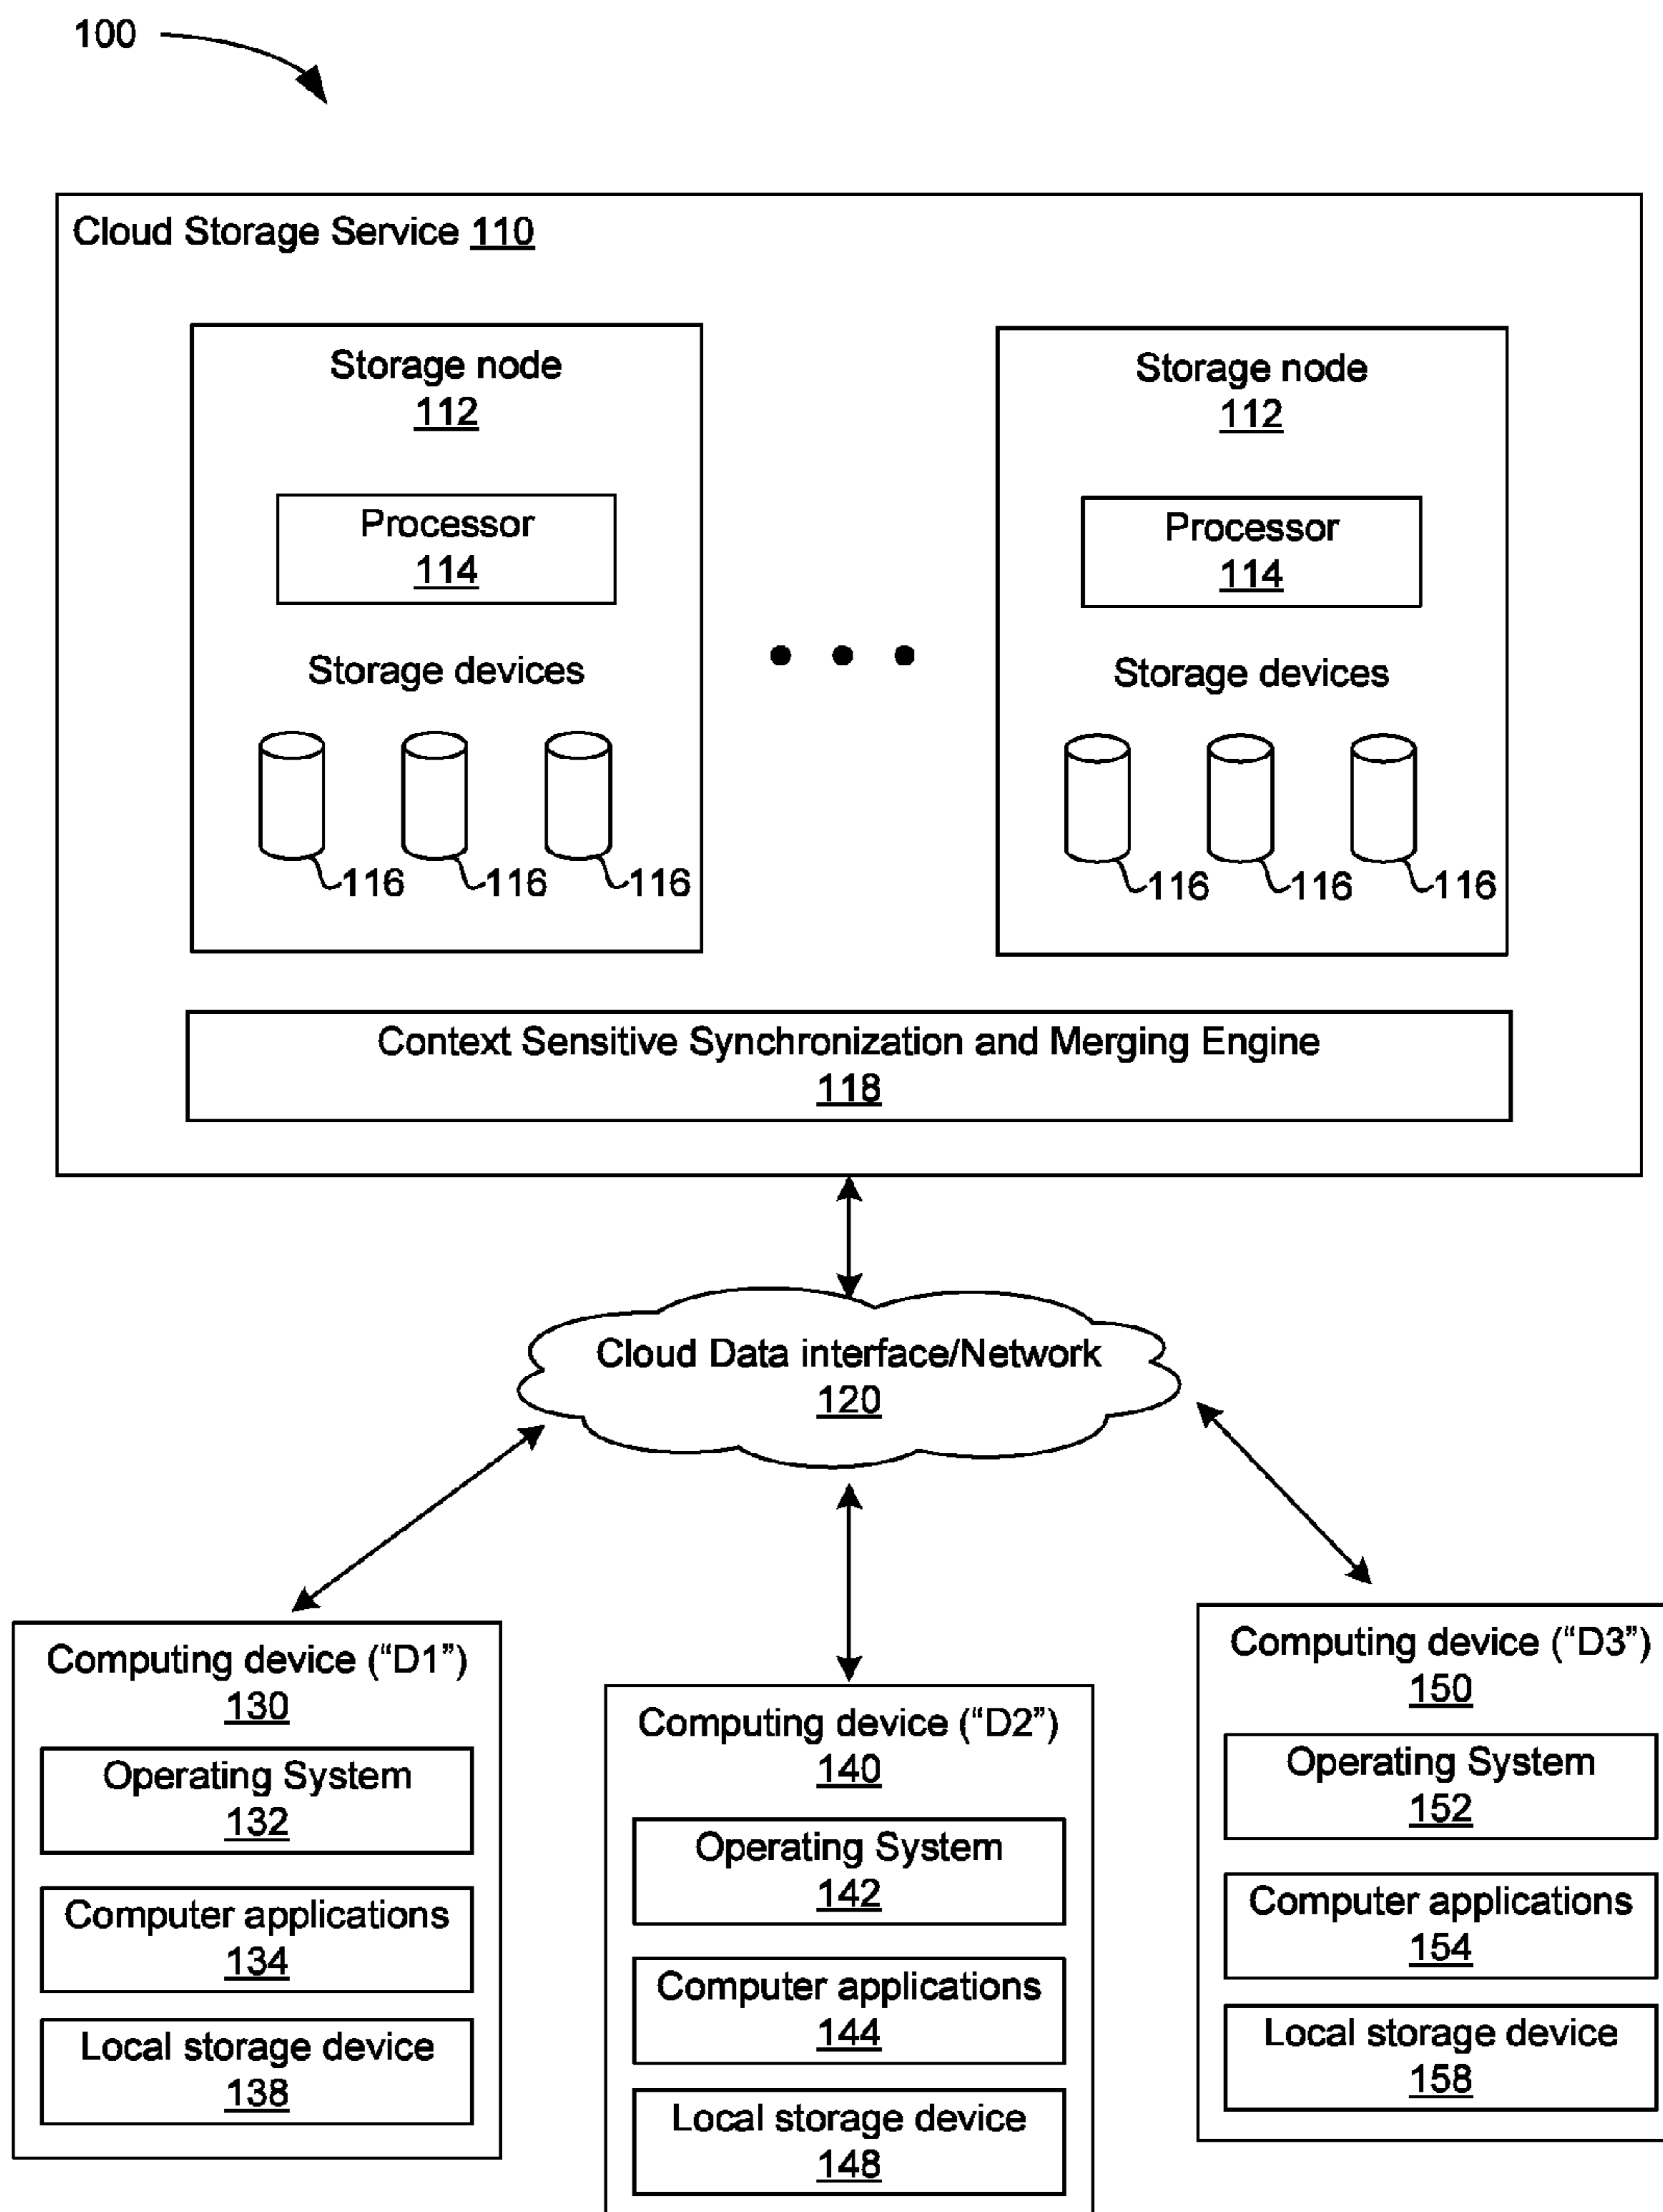 100
Cloud Storage Service 110
Storage node
112
Processor
114
Storage devices
116 116 116
Storage node
112
Processor
114
Storage devices
116 116 116
Context Sensitive Synchronization and Merging Engine
118
Cloud Data interface/Network
120
Computing device (“D1”)
130
Operating System
132
Computer applications
134
Local storage device
138
Computing device (“D2”)
140
Operating System
142
Computer applications
144
Local storage device
148
Computing device (“D3”)
150
Operating System
152
Computer applications
154
Local storage device
158